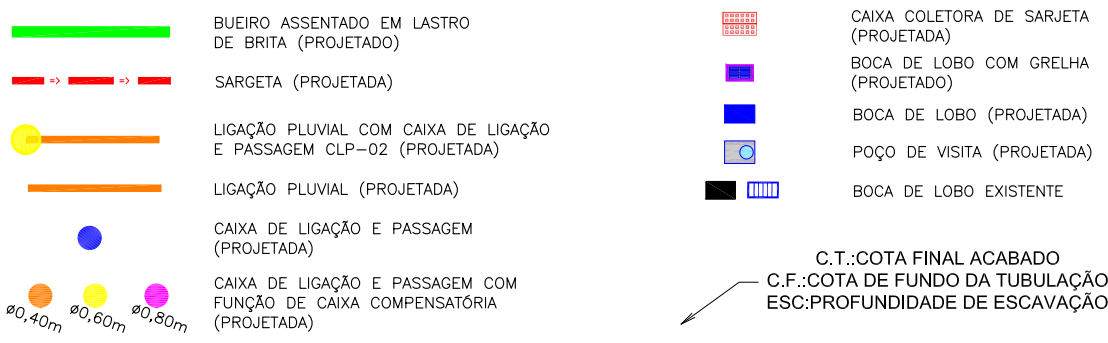 BUEIRO ASSENTADO EM LASTRO
DE BRITA (PROJETADO)
=>
=>
SARGETA (PROJETADA)
LIGAÇÃO PLUVIAL COM CAIXA DE LIGAÇÃO
E PASSAGEM CLP-02 (PROJETADA)
LIGAÇÃO PLUVIAL (PROJETADA)
CAIXA DE LIGAÇÃO E PASSAGEM
(PROJETADA)
CAIXA DE LIGAÇÃO E PASSAGEM COM
FUNÇÃO DE CAIXA COMPENSATÓRIA
(PROJETADA)
ø0,40m
ø0,60m
ø0,80m
CAIXA COLETORA DE SARJETA
(PROJETADA)
BOCA DE LOBO COM GRELHA
(PROJETADO)
BOCA DE LOBO (PROJETADA)
POÇO DE VISITA (PROJETADA)
BOCA DE LOBO EXISTENTE
C.T.:COTA FINAL ACABADO
C.F.:COTA DE FUNDO DA TUBULAÇÃO
ESC:PROFUNDIDADE DE ESCAVAÇÃO